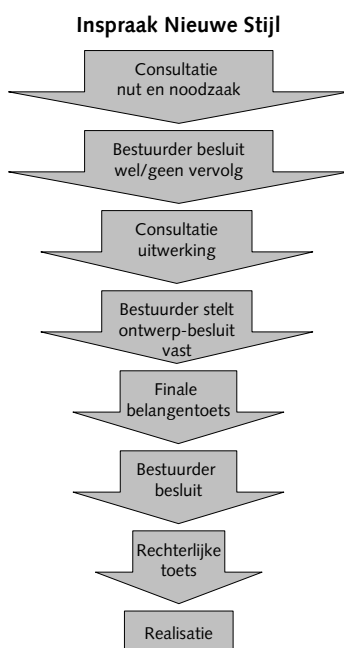 Inspraak Nieuwe Stijl
Consultatie
nut en noodzaak
Bestuurder besluit
wel/geen vervolg
Consultatie
uitwerking
Bestuurder stelt
ontwerp-besluit
vast
Finale
belangentoets
Bestuurder
besluit
Rechterlijke
toets
Realisatie